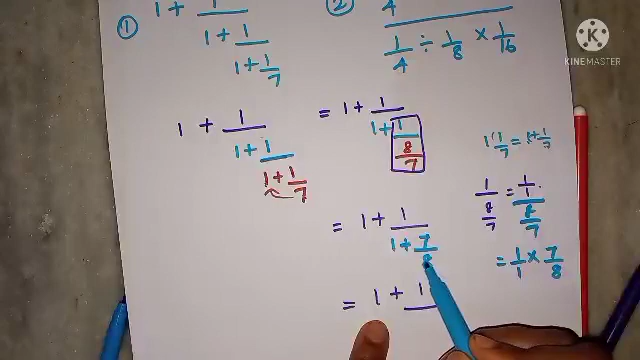 ① 1 + 1
1 + 1
1 + 1/7
② 4
1/4 ÷ 1/8 × 1/16
KINEMASTER
1 + 1
1 + 1
1 + 1/7
= 1 + 1
1 + 1
8/7
1 1/7 = 1 + 1/7
= 1 + 1
1 + 7/8
1 / 8/7 = 1/1 / 8/7
= 1/1 × 7/8
= 1 + 1